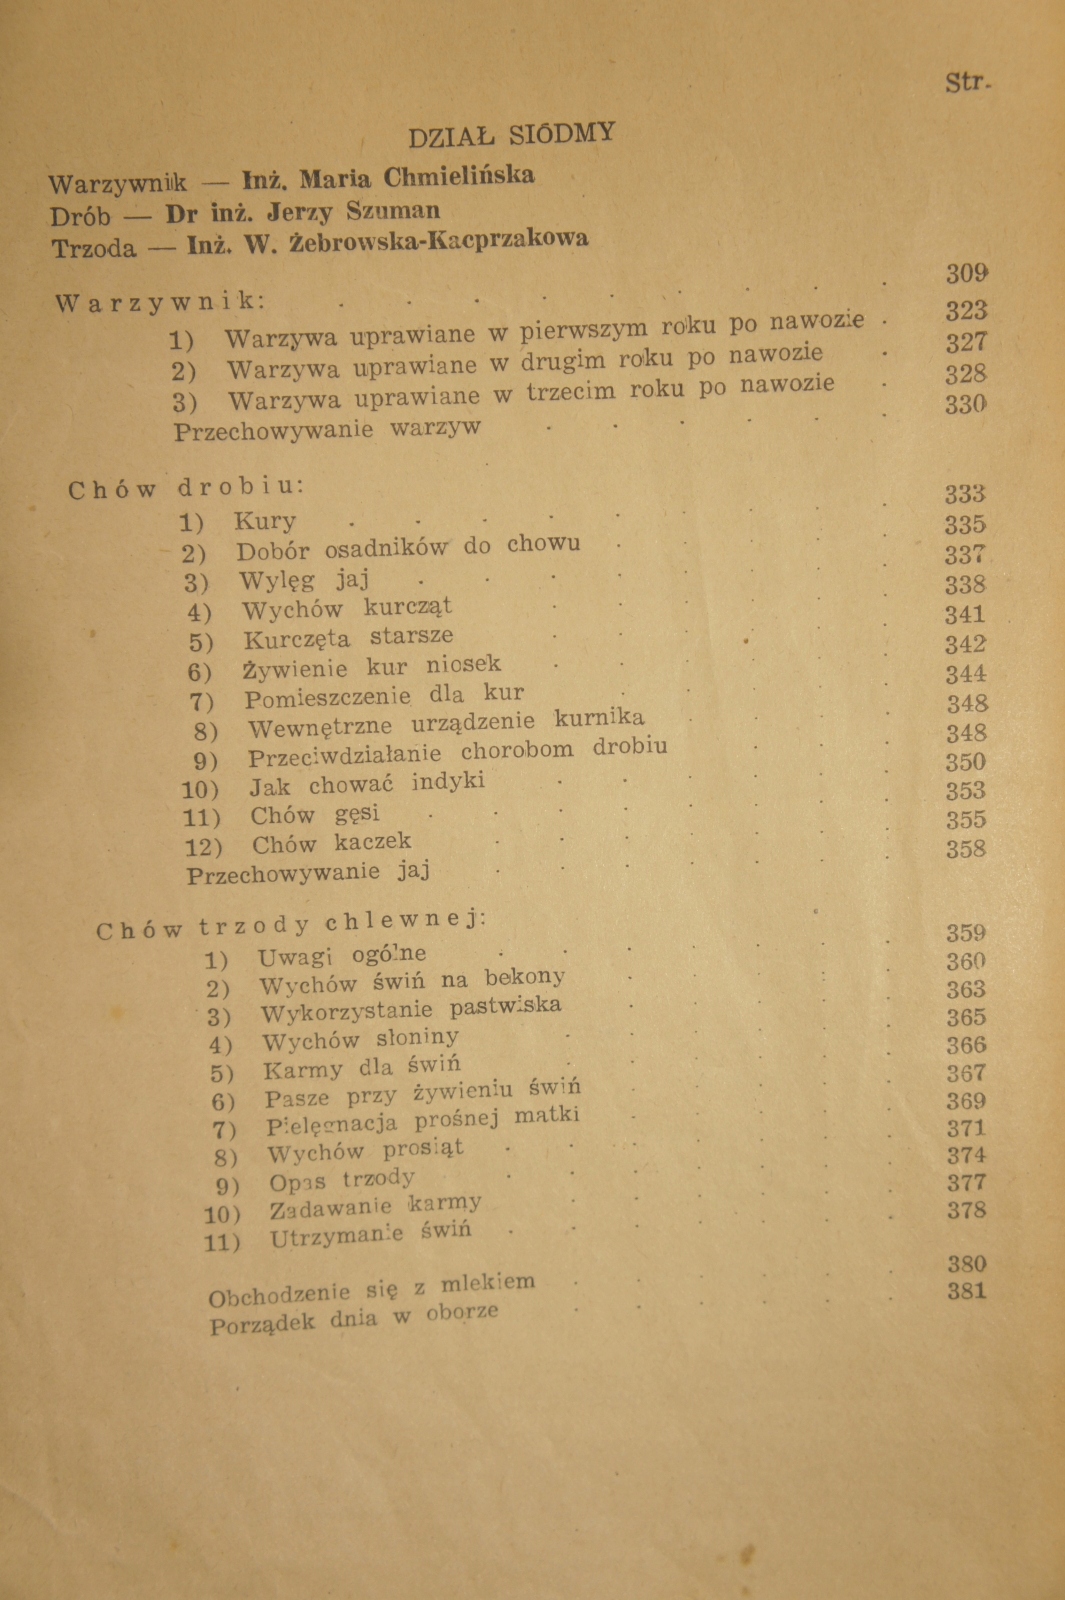 Str.
DZIAŁ SIÓDMY
Warzywnik — Inż. Maria Chmielińska
Drób — Dr inż. Jerzy Szuman
Trzoda — Inż. W. Żebrowska-Kacprzakowa
Warzywnik: . . . . . . . . . 309
1) Warzywa uprawiane w pierwszym roku po nawozie . 323
2) Warzywa uprawiane w drugim roku po nawozie . 327
3) Warzywa uprawiane w trzecim roku po nawozie . 328
Przechowywanie warzyw . . . . . . 330
Chów drobiu:
1) Kury . . . . . . . . . 333
2) Dobór osadników do chowu . . . . . 335
3) Wylęg jaj . . . . . . . . 337
4) Wychów kurcząt . . . . . . 338
5) Kurczęta starsze . . . . . . 341
6) Żywienie kur niosek . . . . . . 342
7) Pomieszczenie dla kur . . . . . 344
8) Wewnętrzne urządzenie kurnika . . . . 348
9) Przeciwdziałanie chorobom drobiu . . . 348
10) Jak chować indyki . . . . . . 350
11) Chów gęsi . . . . . . . . 353
12) Chów kaczek . . . . . . . 355
Przechowywanie jaj . . . . . . . 358
Chów trzody chlewnej:
1) Uwagi ogólne . . . . . . . 359
2) Wychów świń na bekony . . . . . 360
3) Wykorzystanie pastwiska . . . . . 363
4) Wychów słoniny . . . . . . 365
5) Karmy dla świń . . . . . . 366
6) Pasze przy żywieniu świń . . . . . 367
7) Pielęgnacja prośnej matki . . . . . 369
8) Wychów prosiąt . . . . . . . 371
9) Opas trzody . . . . . . . 374
10) Zadawanie karmy . . . . . . 377
11) Utrzymanie świń . . . . . . . 378
Obchodzenie się z mlekiem . . . . . . 380
Porządek dnia w oborze . . . . . . 381